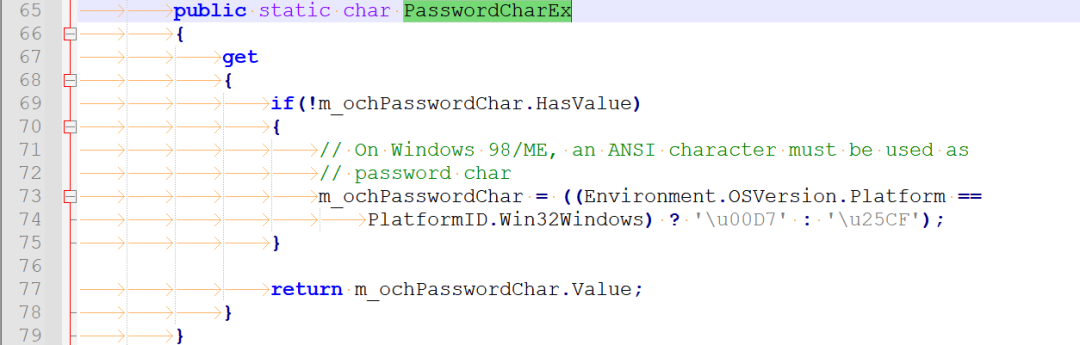 65 public static char PasswordCharEx
66 {
67 get
68 {
69 if(!m_ochPasswordChar.HasValue)
70 {
71 // On Windows 98/ME, an ANSI character must be used as
72 // password char
73 m_ochPasswordChar = ((Environment.OSVersion.Platform ==
74 PlatformID.Win32Windows) ? '\u00D7' : '\u25CF');
75 }
76
77 return m_ochPasswordChar.Value;
78 }
79 }